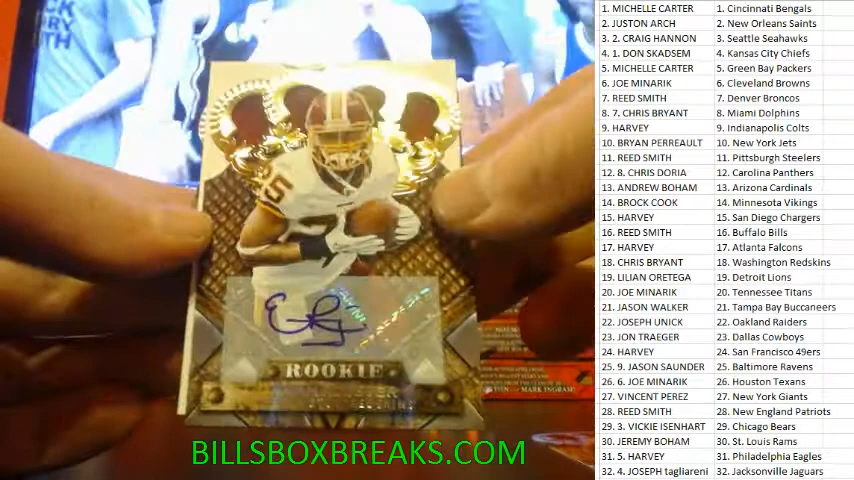 1. MICHELLE CARTER 1. Cincinnati Bengals
2. JUSTON ARCH 2. New Orleans Saints
3. 2. CRAIG HANNON 3. Seattle Seahawks
4. 1. DON SKADSEM 4. Kansas City Chiefs
5. MICHELLE CARTER 5. Green Bay Packers
6. JOE MINARIK 6. Cleveland Browns
7. REED SMITH 7. Denver Broncos
8. 7. CHRIS BRYANT 8. Miami Dolphins
9. HARVEY 9. Indianapolis Colts
10. BRYAN PERREAULT 10. New York Jets
11. REED SMITH 11. Pittsburgh Steelers
12. 8. CHRIS DORIA 12. Carolina Panthers
13. ANDREW BOHAM 13. Arizona Cardinals
14. BROCK COOK 14. Minnesota Vikings
15. HARVEY 15. San Diego Chargers
16. REED SMITH 16. Buffalo Bills
17. HARVEY 17. Atlanta Falcons
18. CHRIS BRYANT 18. Washington Redskins
19. LILIAN ORETEGA 19. Detroit Lions
20. JOE MINARIK 20. Tennessee Titans
21. JASON WALKER 21. Tampa Bay Buccaneers
22. JOSEPH UNICK 22. Oakland Raiders
23. JON TRAEGER 23. Dallas Cowboys
24. HARVEY 24. San Francisco 49ers
25. 9. JASON SAUNDER 25. Baltimore Ravens
26. 6. JOE MINARIK 26. Houston Texans
27. VINCENT PEREZ 27. New York Giants
28. REED SMITH 28. New England Patriots
29. 3. VICKIE ISENHART 29. Chicago Bears
30. JEREMY BOHAM 30. St. Louis Rams
31. 5. HARVEY 31. Philadelphia Eagles
32. 4. JOSEPH tagliareni 32. Jacksonville Jaguars
ROOKIE
MARK INGRAM
BILLSBOXBREAKS.COM